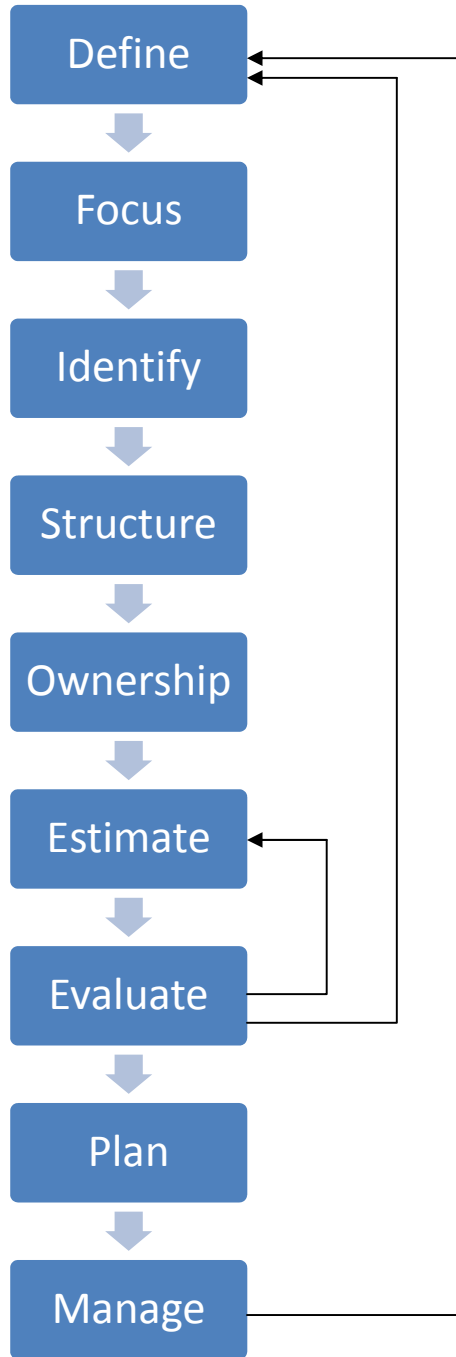 Define
Focus
Identify
Structure
Ownership
Estimate
Evaluate
Plan
Manage